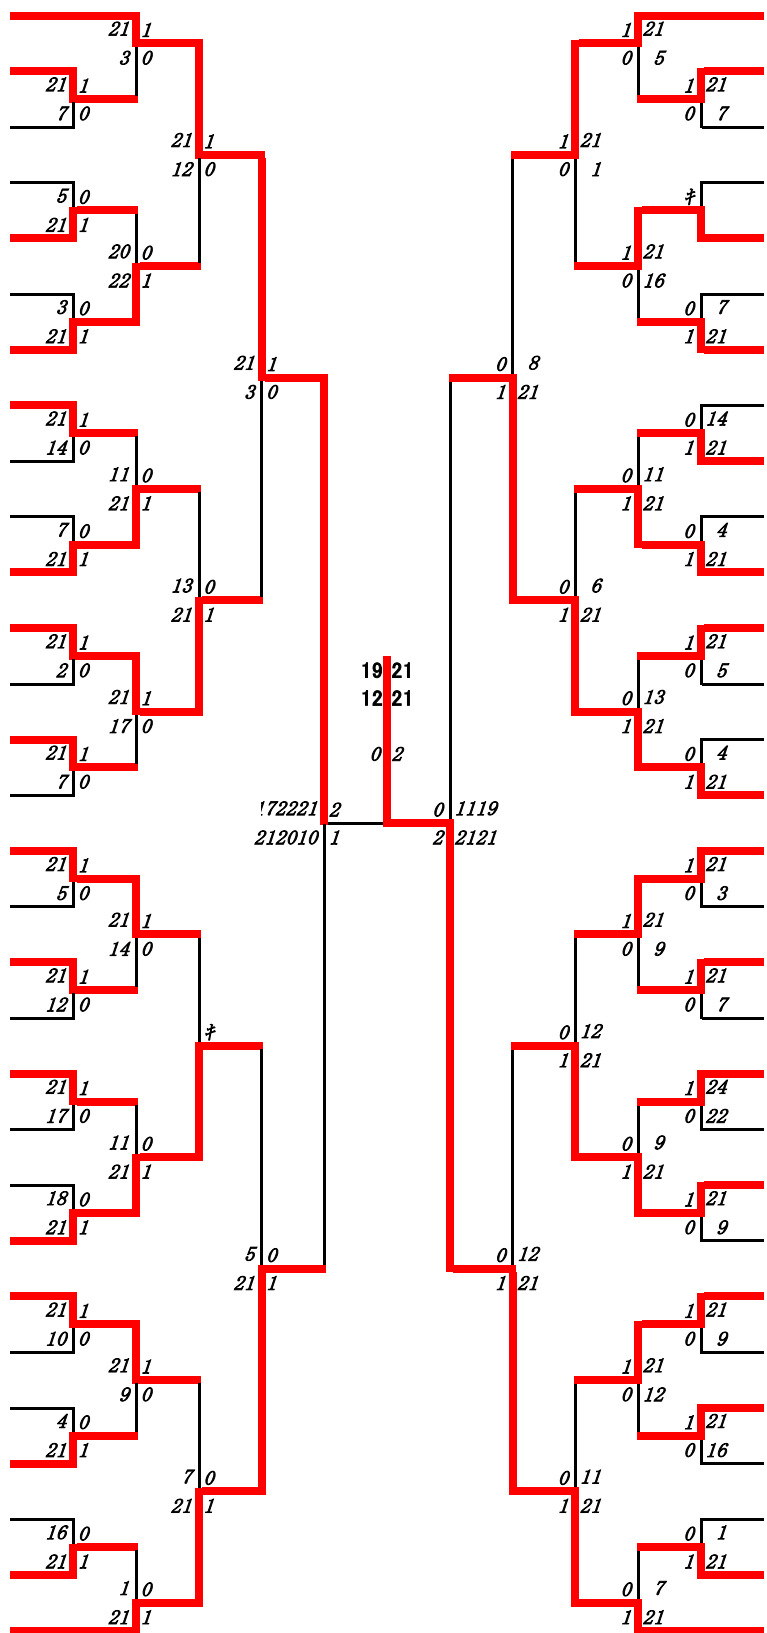 21 1 1 21
3 0 0 5
21 1 1 21
7 0 0 7
21 1 1 21
12 0 0 1
5 0 ｷ
21 1
20 0 1 21
22 1 0 16
3 0 0 7
21 1 1 21
21 1 0 8
3 0 1 21
21 1 0 14
14 0 1 21
11 0 0 11
21 1 1 21
7 0 0 4
21 1 1 21
13 0 0 6
21 1 1 21
21 1 1 21
2 0 0 5
19 21
21 1 0 13
12 21
17 0 1 21
21 1 0 4
7 0 1 21
0 2
172221 2 0 1119
212010 1 2 2121
21 1 1 21
5 0 0 3
21 1 1 21
14 0 0 9
21 1 1 21
12 0 0 7
ｷ 0 12
1 21
21 1 1 24
17 0 0 22
11 0 0 9
21 1 1 21
18 0 1 21
21 1 0 9
5 0 0 12
21 1 1 21
21 1 1 21
10 0 0 9
21 1 1 21
9 0 0 12
4 0 1 21
21 1 0 16
7 0 0 11
21 1 1 21
16 0 0 1
21 1 1 21
1 0 0 7
21 1 1 21